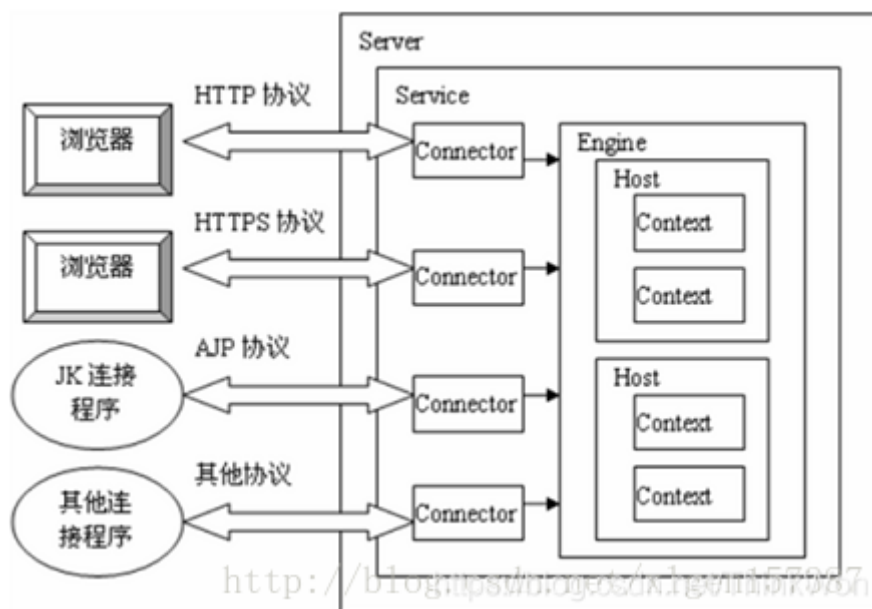 Server
Service
HTTP 协议
浏览器
Connector
Engine
Host
Context
Context
HTTPS 协议
浏览器
Connector
AJP 协议
JK 连接
程序
Connector
Host
Context
Context
其他协议
其他连
接程序
Connector